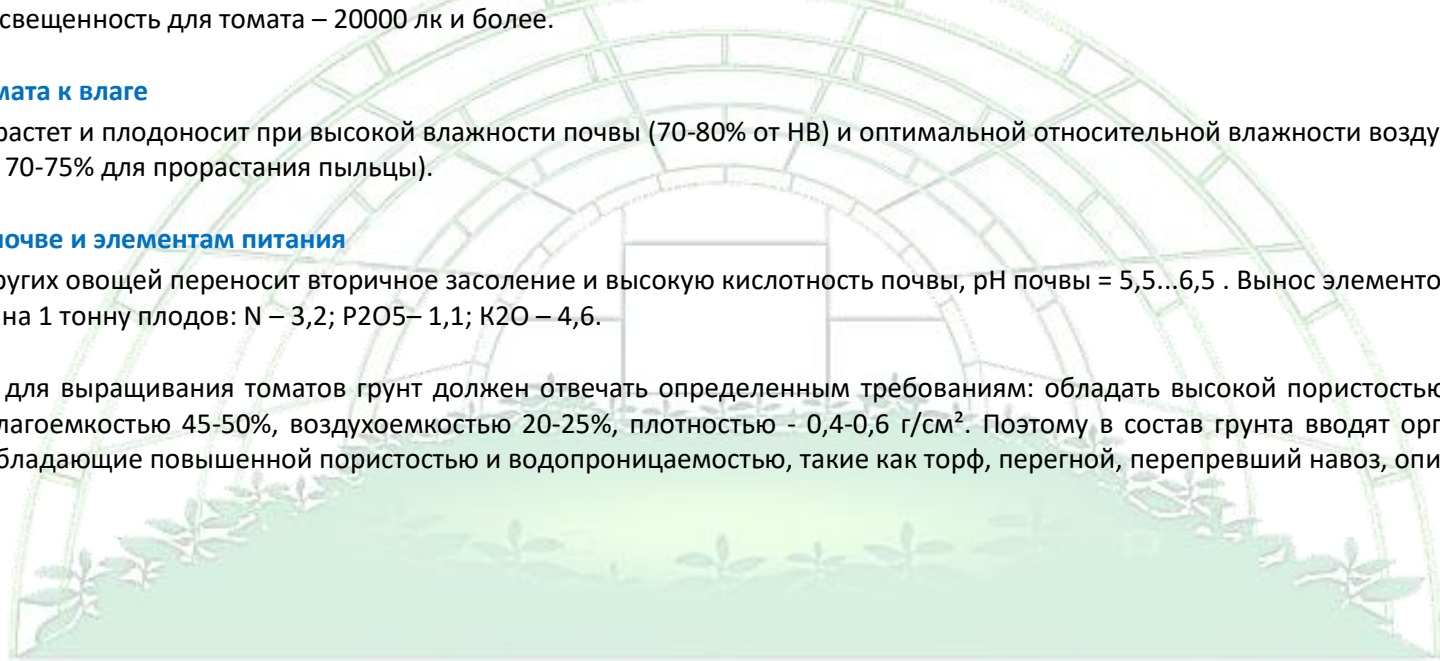 свещенность для томата – 20000 лк и более.
мата к влаге
растет и плодоносит при высокой влажности почвы (70-80% от НВ) и оптимальной относительной влажности возду
70-75% для прорастания пыльцы).
почве и элементам питания
ругих овощей переносит вторичное засоление и высокую кислотность почвы, pH почвы = 5,5...6,5 . Вынос элементо
на 1 тонну плодов: N – 3,2; P2O5– 1,1; К2О – 4,6.
для выращивания томатов грунт должен отвечать определенным требованиям: обладать высокой пористостью
лагоемкостью 45-50%, воздухоемкостью 20-25%, плотностью - 0,4-0,6 г/см². Поэтому в состав грунта вводят орг
бладающие повышенной пористостью и водопроницаемостью, такие как торф, перегной, перепревший навоз, опи